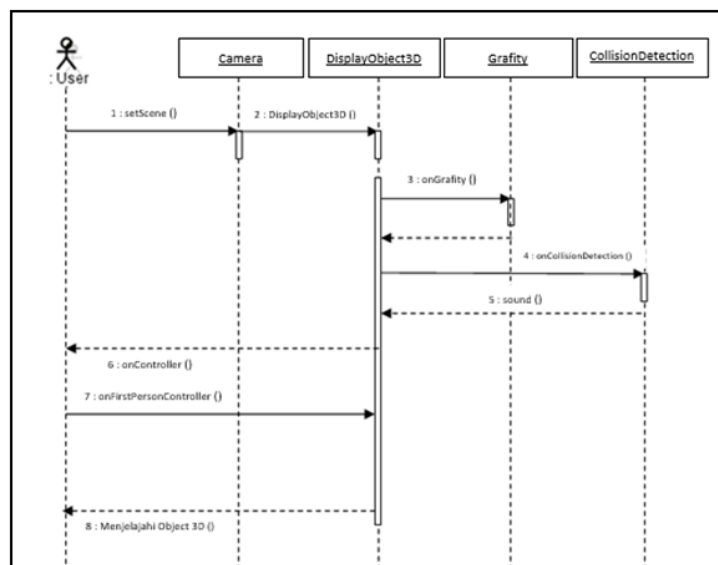 : User
Camera
DisplayObject3D
Grafity
CollisionDetection
1 : setScene ()
2 : DisplayObject3D ()
3 : onGrafity ()
4 : onCollisionDetection ()
5 : sound ()
6 : onController ()
7 : onFirstPersonController ()
8 : Menjelajahi Object 3D ()